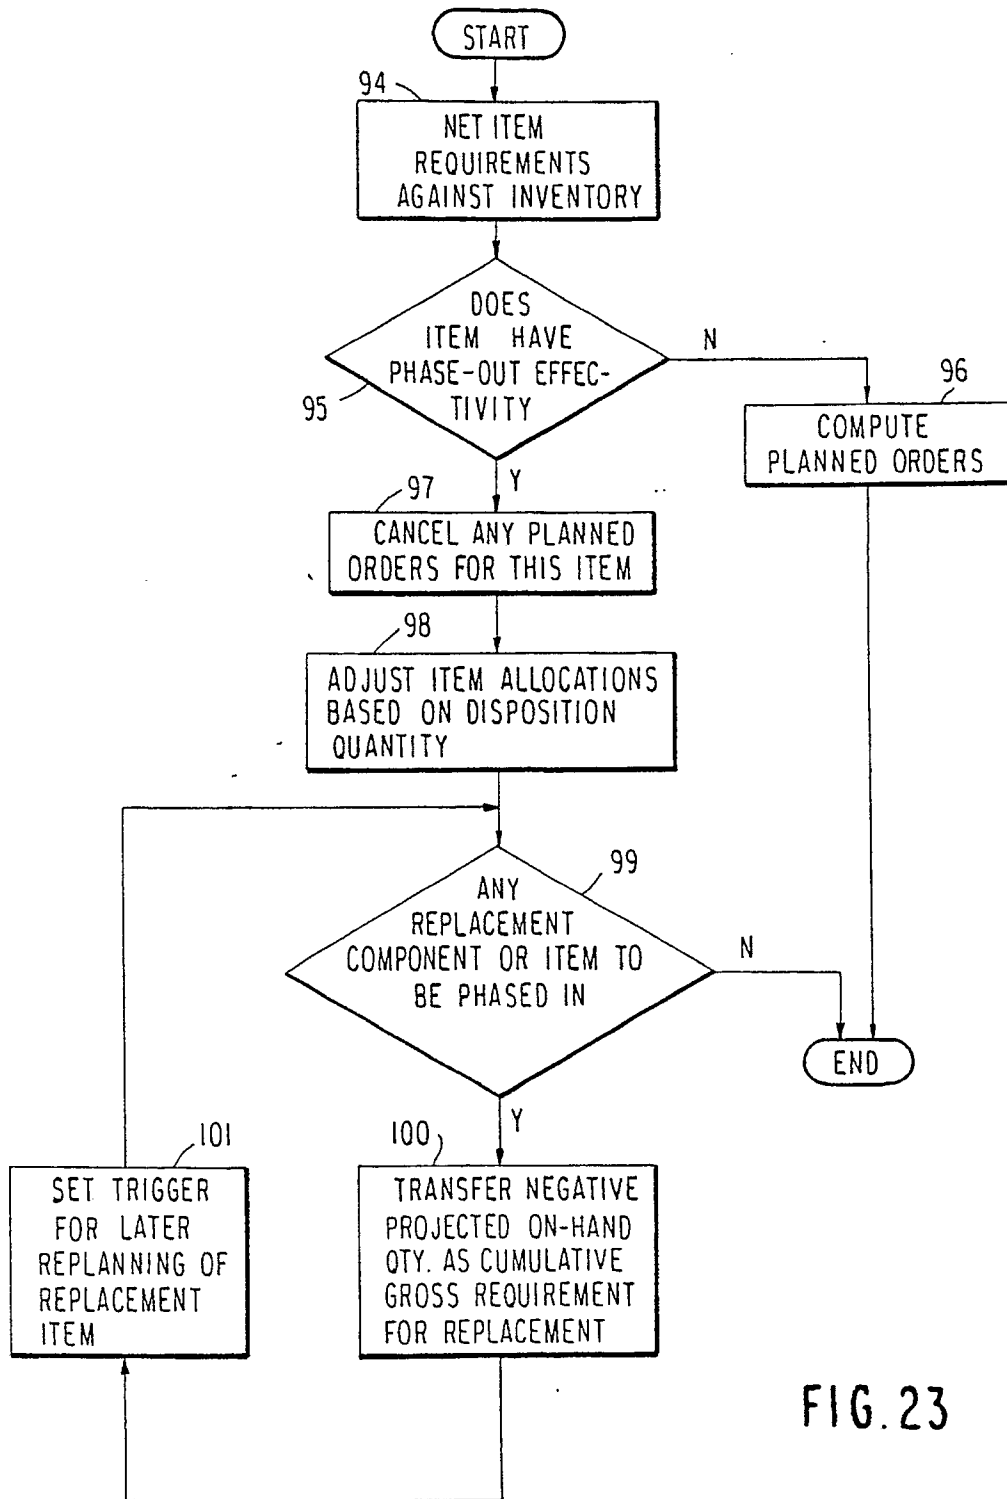 START
94
NET ITEM
REQUIREMENTS
AGAINST INVENTORY
DOES
ITEM HAVE
PHASE-OUT EFFEC-
TIVITY
95
N
96
COMPUTE
PLANNED ORDERS
Y
97
CANCEL ANY PLANNED
ORDERS FOR THIS ITEM
98
ADJUST ITEM ALLOCATIONS
BASED ON DISPOSITION
QUANTITY
99
ANY
REPLACEMENT
COMPONENT OR ITEM TO
BE PHASED IN
N
END
Y
101
SET TRIGGER
FOR LATER
REPLANNING OF
REPLACEMENT
ITEM
100
TRANSFER NEGATIVE
PROJECTED ON-HAND
QTY. AS CUMULATIVE
GROSS REQUIREMENT
FOR REPLACEMENT
FIG. 23